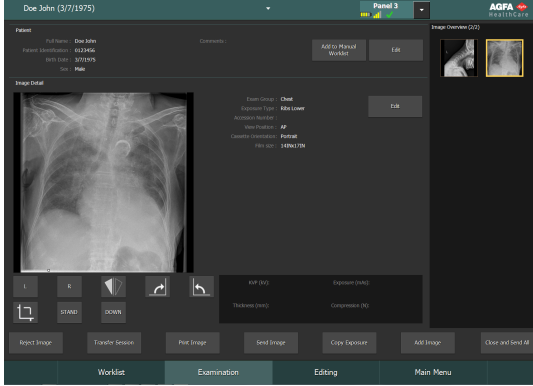 Doe John (3/7/1975)
Panel 3
AGFA
HealthCare
Patient
Full Name : Doe John
Patient Identification : 0123456
Birth Date : 3/7/1975
Sex : Male
Comments :
Add to Manual
Worklist
Edit
Image Overview (2/2)
Image Detail
Exam Group : Chest
Exposure Type : Ribs Lower
Accession Number :
View Position : AP
Cassette Orientation : Portrait
Film size : 14INx17IN
Edit
L
R
STAND
DOWN
KVP (kV):
Exposure (mAs):
Thickness (mm):
Compression (N):
Reject Image
Transfer Session
Print Image
Send Image
Copy Exposure
Add Image
Close and Send All
Worklist
Examination
Editing
Main Menu